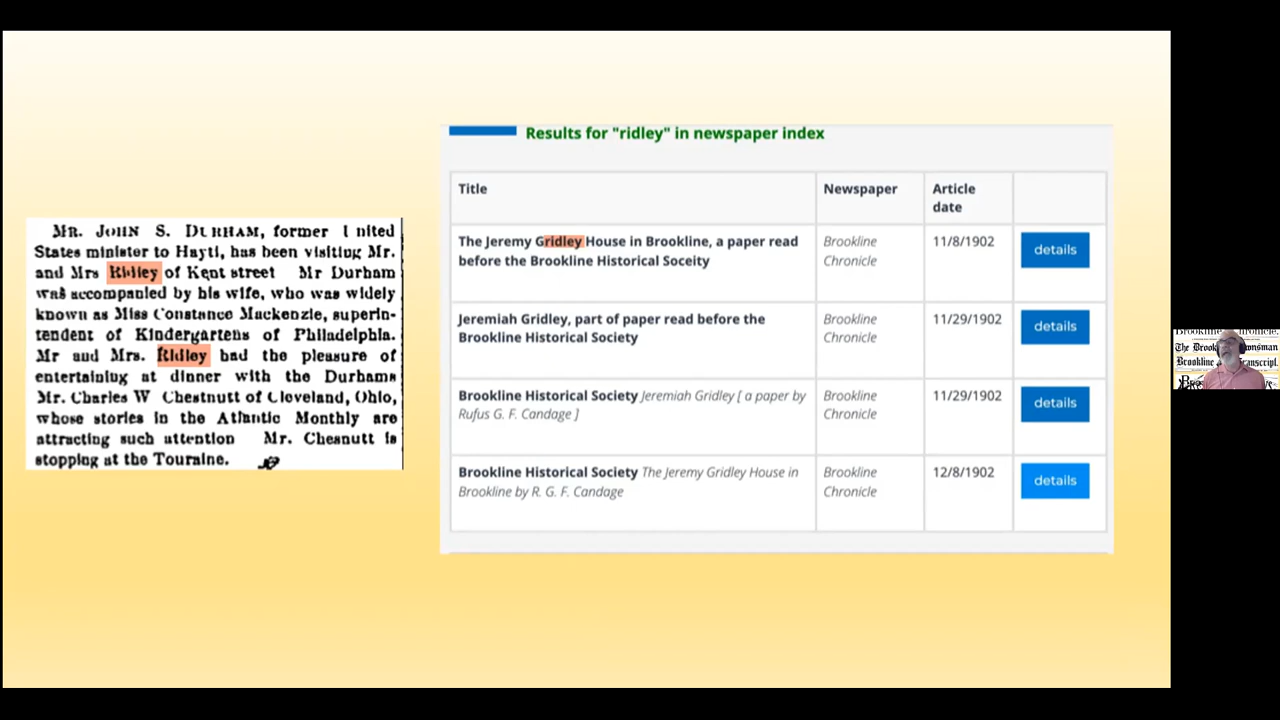 MR. JOHN S. DURHAM, former United
States minister to Hayti, has been visiting Mr.
and Mrs Ridley of Kent street Mr Durham
was accompanied by his wife, who was widely
known as Miss Constance Mackenzie, superin-
tendent of Kindergartens of Philadelphia.
Mr and Mrs. Ridley had the pleasure of
entertaining at dinner with the Durhams
Mr. Charles W Chestnutt of Cleveland, Ohio,
whose stories in the Atlantic Monthly are
attracting such attention Mr. Chesnutt is
stopping at the Touraine.
Results for "ridley" in newspaper index
Title Newspaper Article
date
The Jeremy Gridley House in Brookline, a paper read Brookline 11/8/1902 details
before the Brookline Historical Soceity Chronicle
Jeremiah Gridley, part of paper read before the Brookline 11/29/1902 details
Brookline Historical Society Chronicle
Brookline Historical Society Jeremiah Gridley [ a paper by Brookline 11/29/1902 details
Rufus G. F. Candage ] Chronicle
Brookline Historical Society The Jeremy Gridley House in Brookline 12/8/1902 details
Brookline by R. G. F. Candage Chronicle
The Brook
Brookline